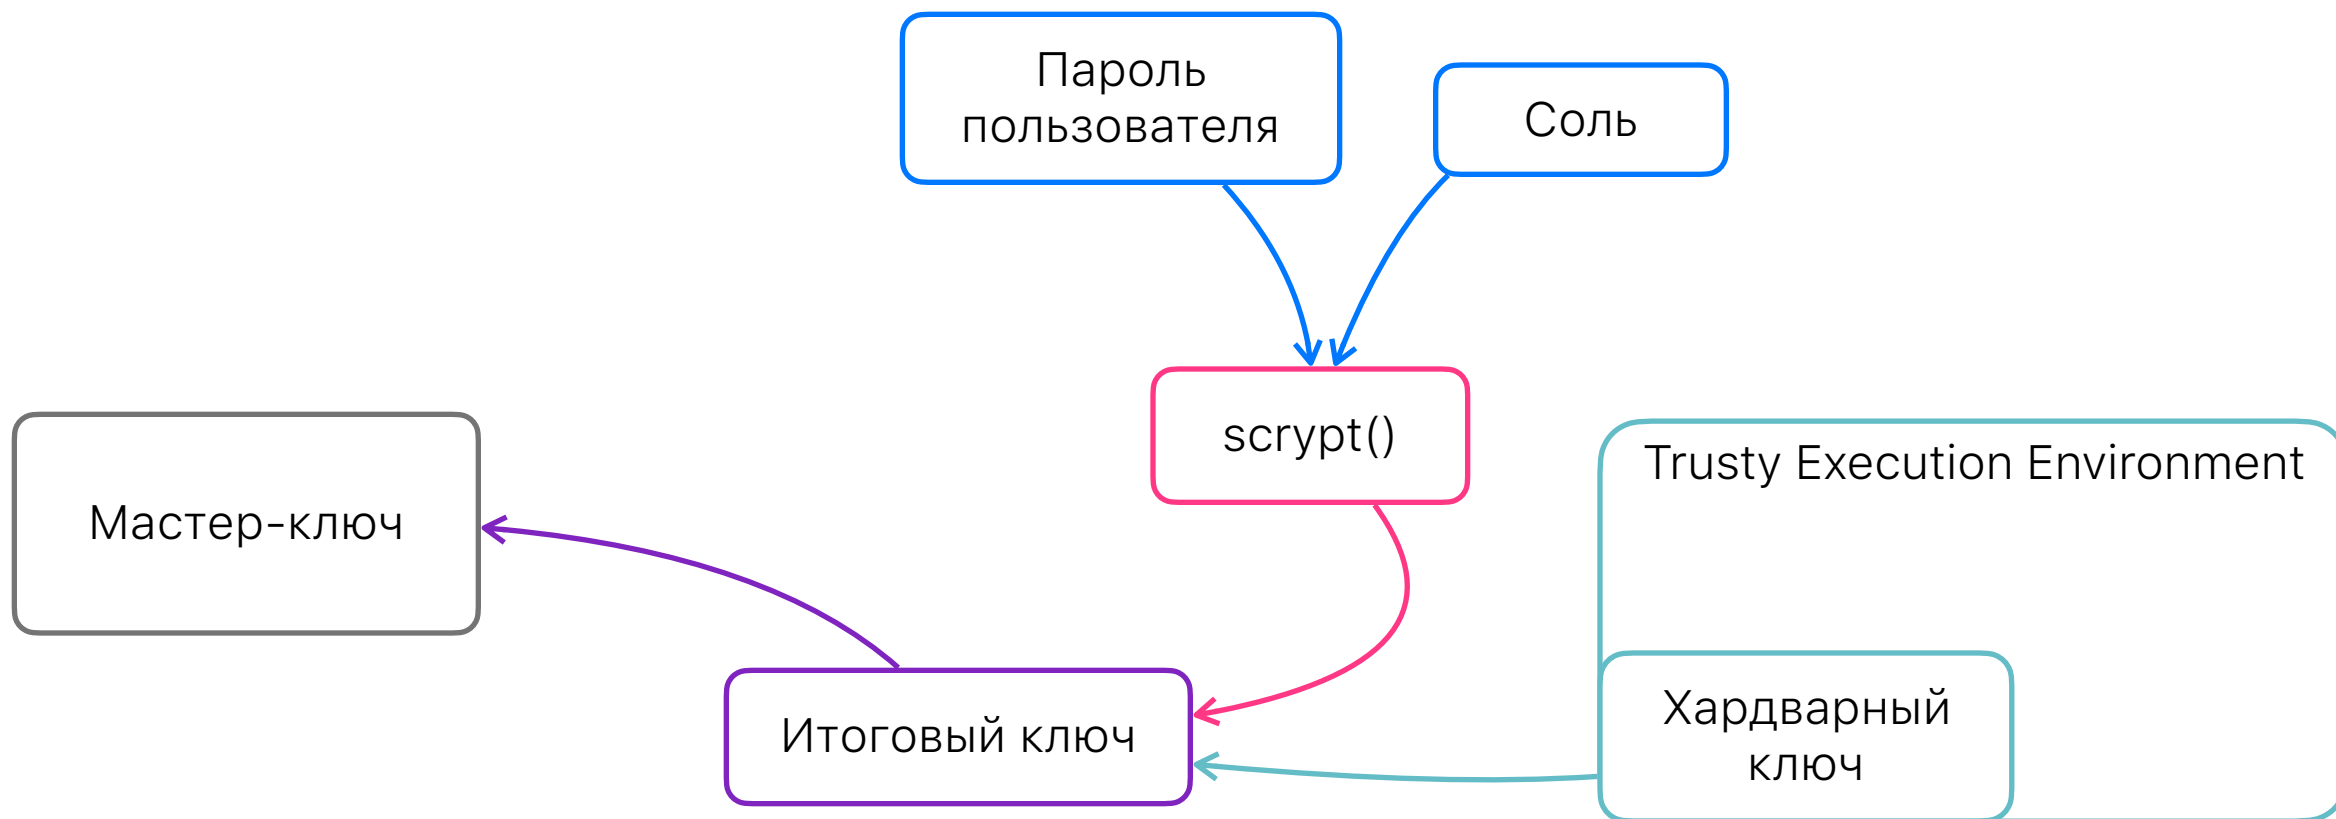 Пароль
пользователя
Соль
scrypt()
Trusty Execution Environment
Мастер-ключ
Хардварный
ключ
Итоговый ключ